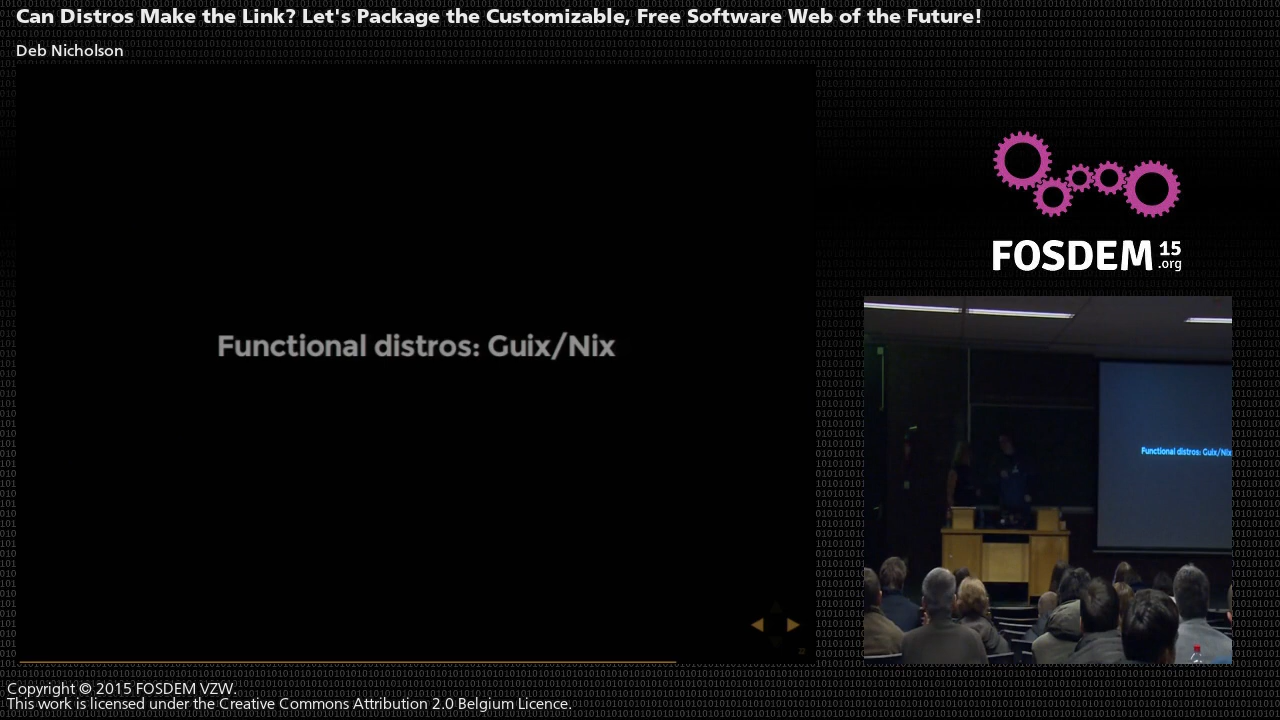 Can Distros Make the Link? Let's Package the Customizable, Free Software Web of the Future!
Deb Nicholson
Functional distros: Guix/Nix
22
FOSDEM 15 .org
Functional distros: Guix/Nix
Copyright © 2015 FOSDEM VZW.
This work is licensed under the Creative Commons Attribution 2.0 Belgium Licence.